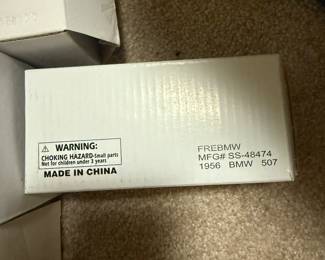 WARNING:
CHOKING HAZARD-small parts
Not for children under 3 years
MADE IN CHINA
FREBMW
MFG# SS-48474
1956 BMW 507